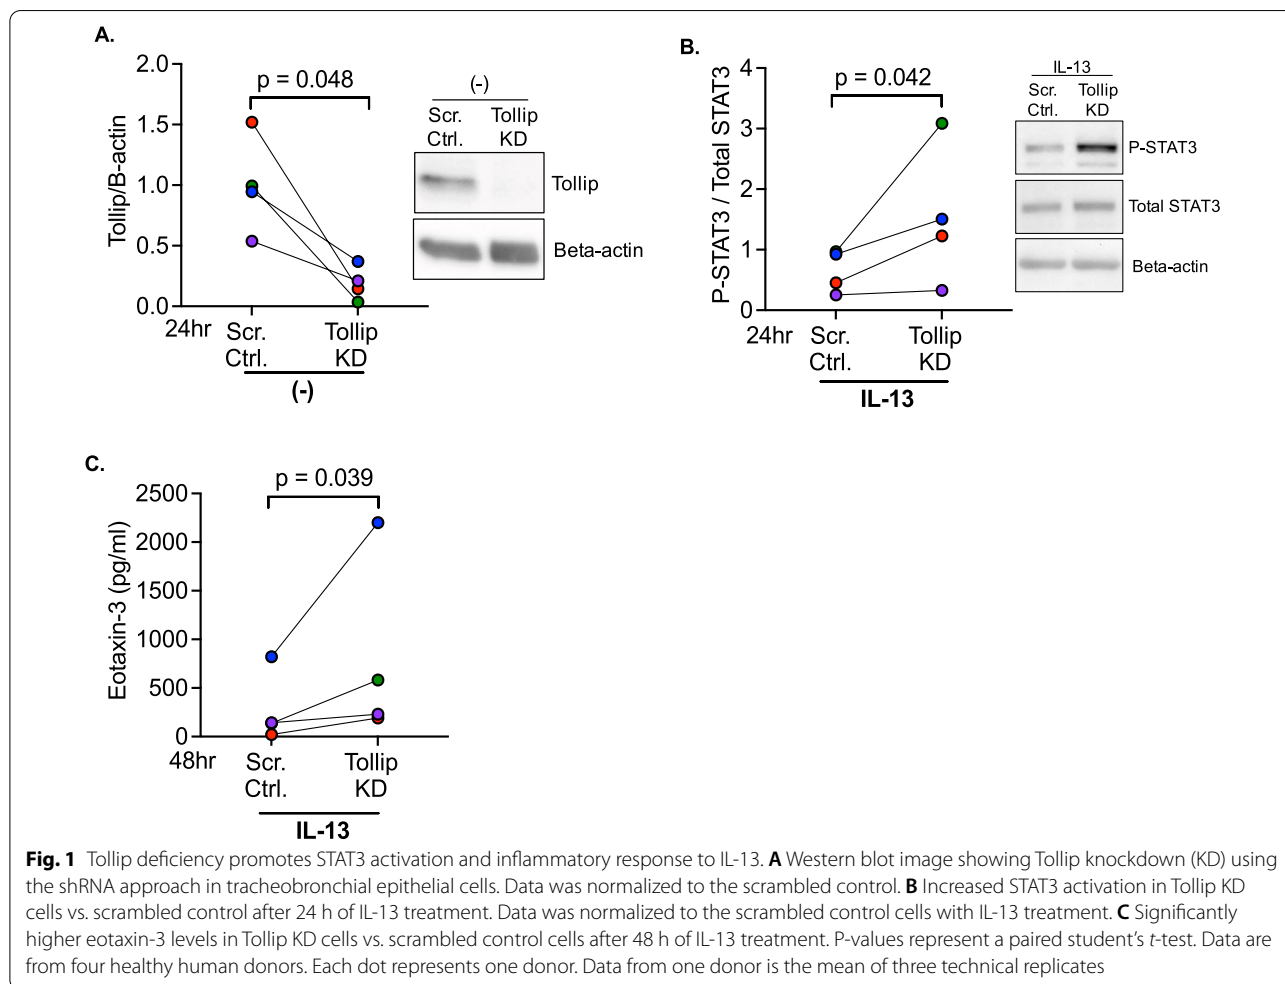 A.
2.0
1.5
1.0
0.5
0.0
Tollip/B-actin
p = 0.048
24hr
Scr. Ctrl.
Tollip KD
(-)
(-)
Scr. Ctrl.
Tollip KD
Tollip
Beta-actin
B.
4
3
2
1
0
P-STAT3 / Total STAT3
p = 0.042
24hr
Scr. Ctrl.
Tollip KD
IL-13
IL-13
Scr. Ctrl.
Tollip KD
P-STAT3
Total STAT3
Beta-actin
C.
2500
2000
1500
1000
500
0
Eotaxin-3 (pg/ml)
p = 0.039
48hr
Scr. Ctrl.
Tollip KD
IL-13
Fig. 1 Tollip deficiency promotes STAT3 activation and inflammatory response to IL-13. A Western blot image showing Tollip knockdown (KD) using
the shRNA approach in tracheobronchial epithelial cells. Data was normalized to the scrambled control. B Increased STAT3 activation in Tollip KD
cells vs. scrambled control after 24 h of IL-13 treatment. Data was normalized to the scrambled control cells with IL-13 treatment. C Significantly
higher eotaxin-3 levels in Tollip KD cells vs. scrambled control cells after 48 h of IL-13 treatment. P-values represent a paired student's t-test. Data are
from four healthy human donors. Each dot represents one donor. Data from one donor is the mean of three technical replicates